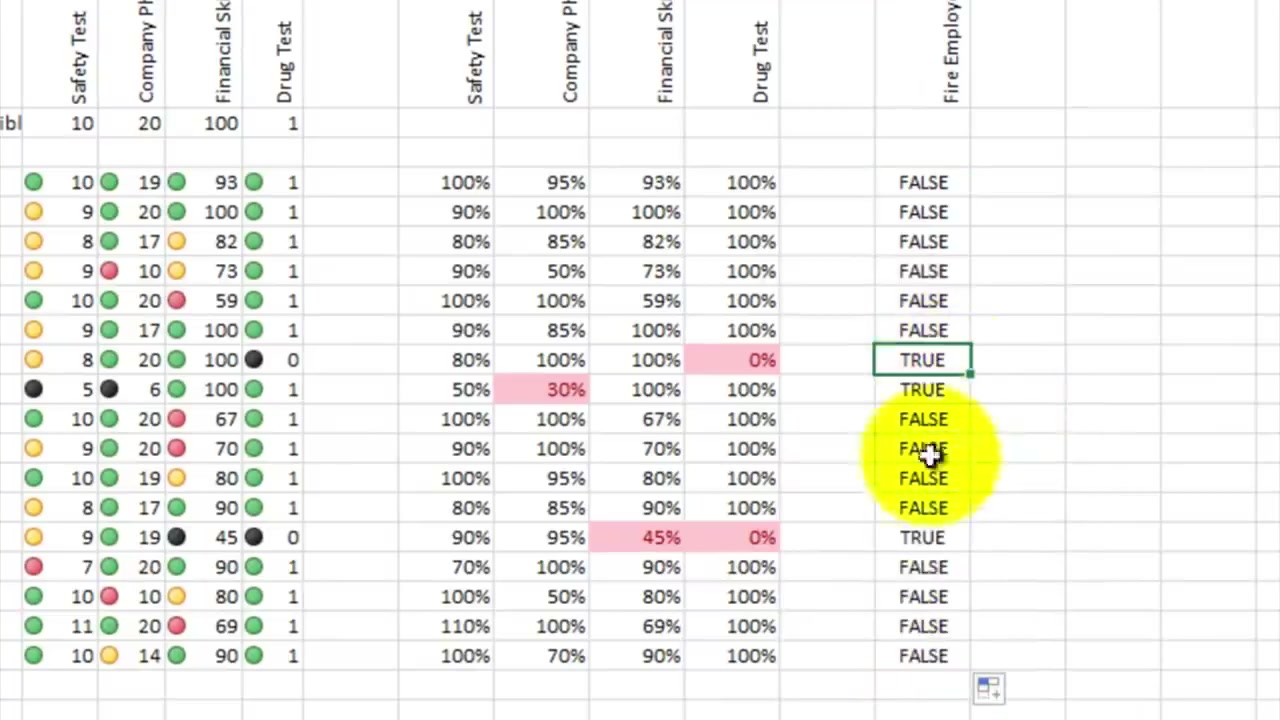 Safety Test Company Ph Financial Ski Drug Test Safety Test Company Ph Financial Ski Drug Test Fire Employ
ibl 10 20 100 1
10 19 93 1 100% 95% 93% 100% FALSE
9 20 100 1 90% 100% 100% 100% FALSE
8 17 82 1 80% 85% 82% 100% FALSE
9 10 73 1 90% 50% 73% 100% FALSE
10 20 59 1 100% 100% 59% 100% FALSE
9 17 100 1 90% 85% 100% 100% FALSE
8 20 100 0 80% 100% 100% 0% TRUE
5 6 100 1 50% 30% 100% 100% TRUE
10 20 67 1 100% 100% 67% 100% FALSE
9 20 70 1 90% 100% 70% 100% FALSE
10 19 80 1 100% 95% 80% 100% FALSE
8 17 90 1 80% 85% 90% 100% FALSE
9 19 45 0 90% 95% 45% 0% TRUE
7 20 90 1 70% 100% 90% 100% FALSE
10 10 80 1 100% 50% 80% 100% FALSE
11 20 69 1 110% 100% 69% 100% FALSE
10 14 90 1 100% 70% 90% 100% FALSE